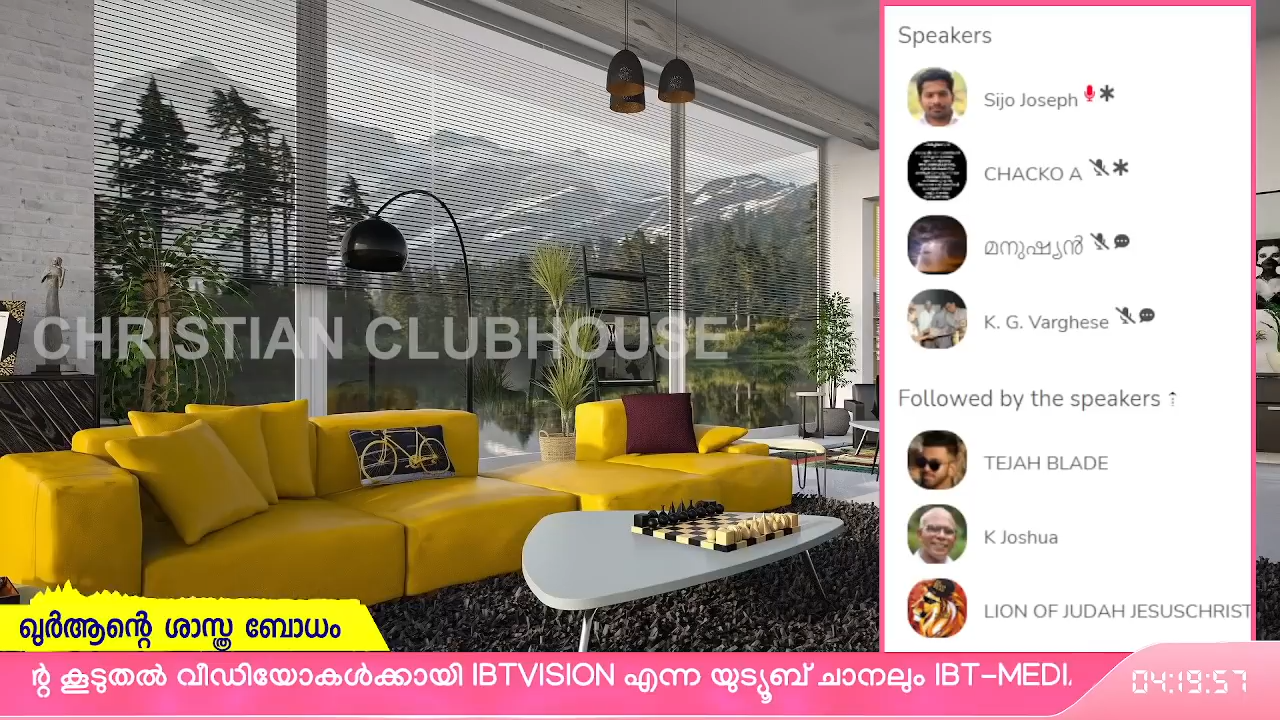 Speakers
Sijo Joseph
CHACKO A
മനുഷ്യൻ
K. G. Varghese
Followed by the speakers
TEJAH BLADE
K Joshua
LION OF JUDAH JESUSCHRIST
CHRISTIAN CLUBHOUSE
ഖുർആന്റെ ശാസ്ത്ര ബോധം
കൂടുതൽ വീഡിയോകൾക്കായി IBTVISION എന്ന യുട്യൂബ് ചാനലും IBT-MEDI
04:19:57